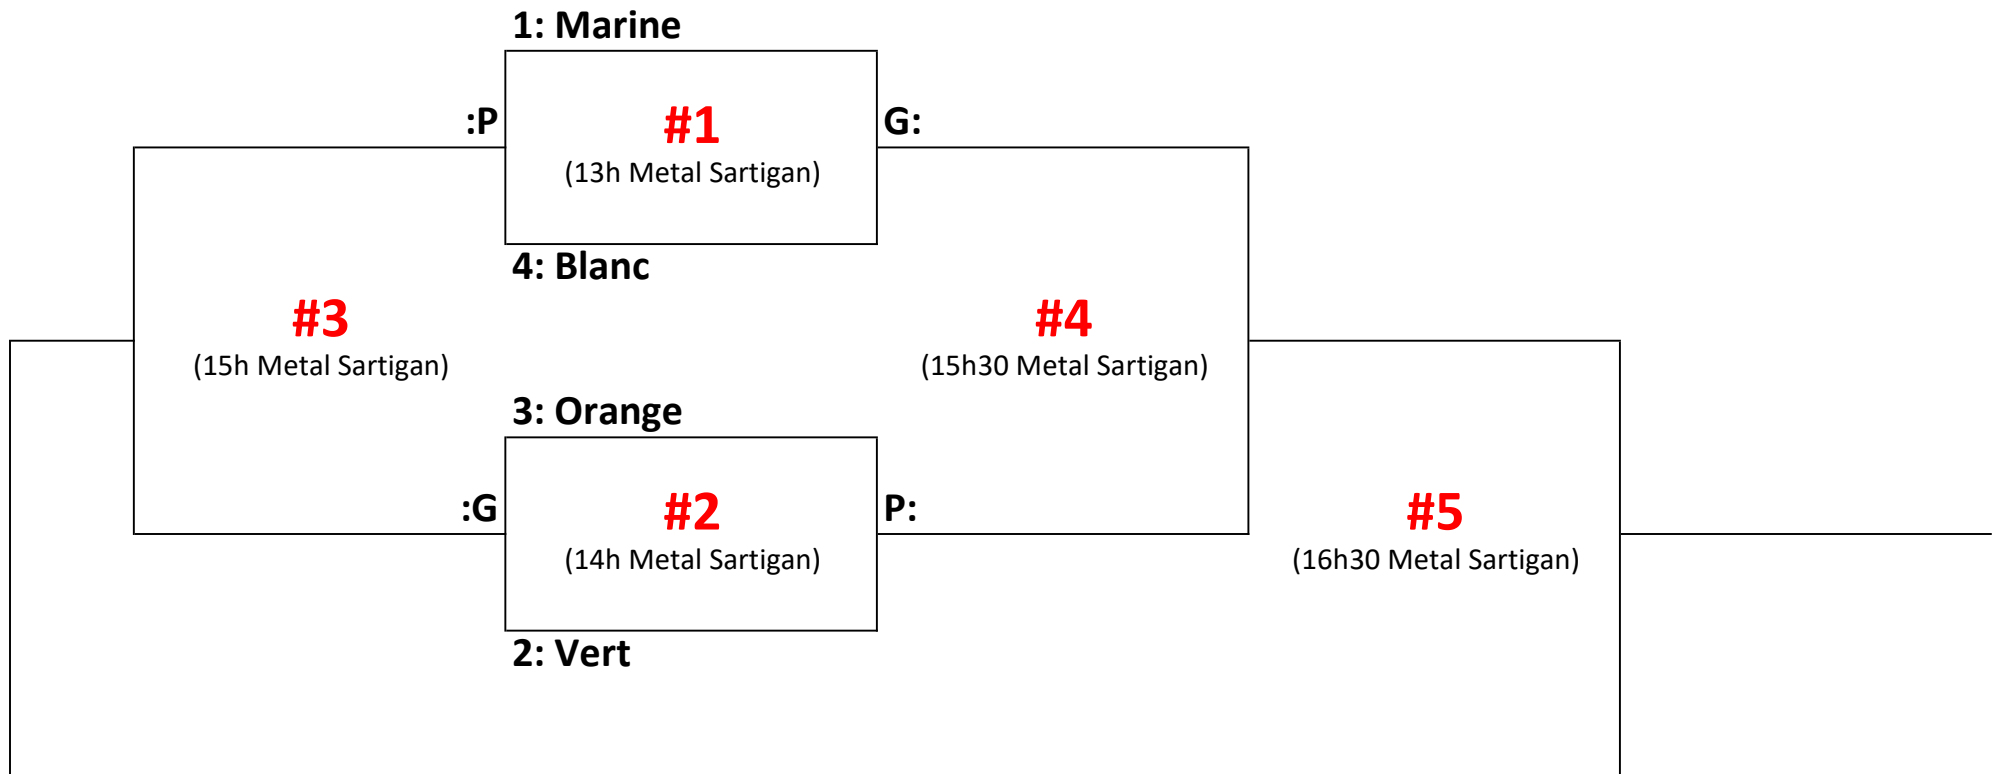 1: Marine
:P
#1
G:
(13h Metal Sartigan)
4: Blanc
#3
#4
(15h Metal Sartigan)
(15h30 Metal Sartigan)
3: Orange
:G
#2
P:
#5
(14h Metal Sartigan)
(16h30 Metal Sartigan)
2: Vert